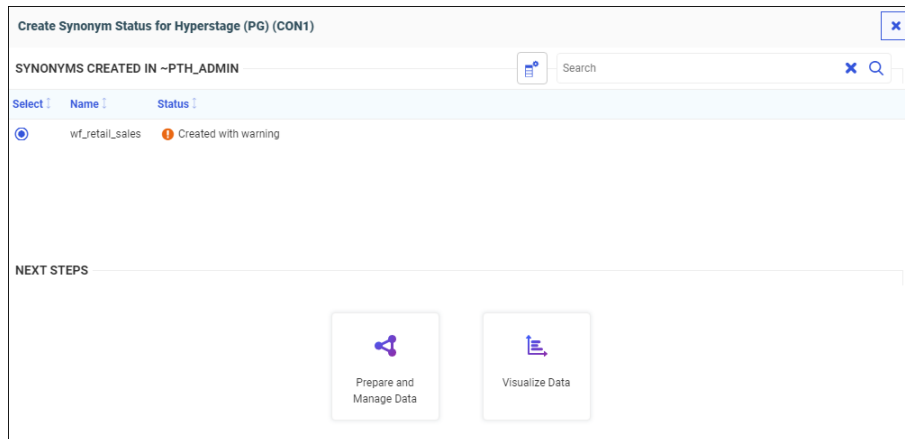 Create Synonym Status for Hyperstage (PG) (CON1)
SYNONYMS CREATED IN ~PTH_ADMIN
Search
Select Name Status
wf_retail_sales Created with warning
NEXT STEPS
Prepare and
Manage Data
Visualize Data